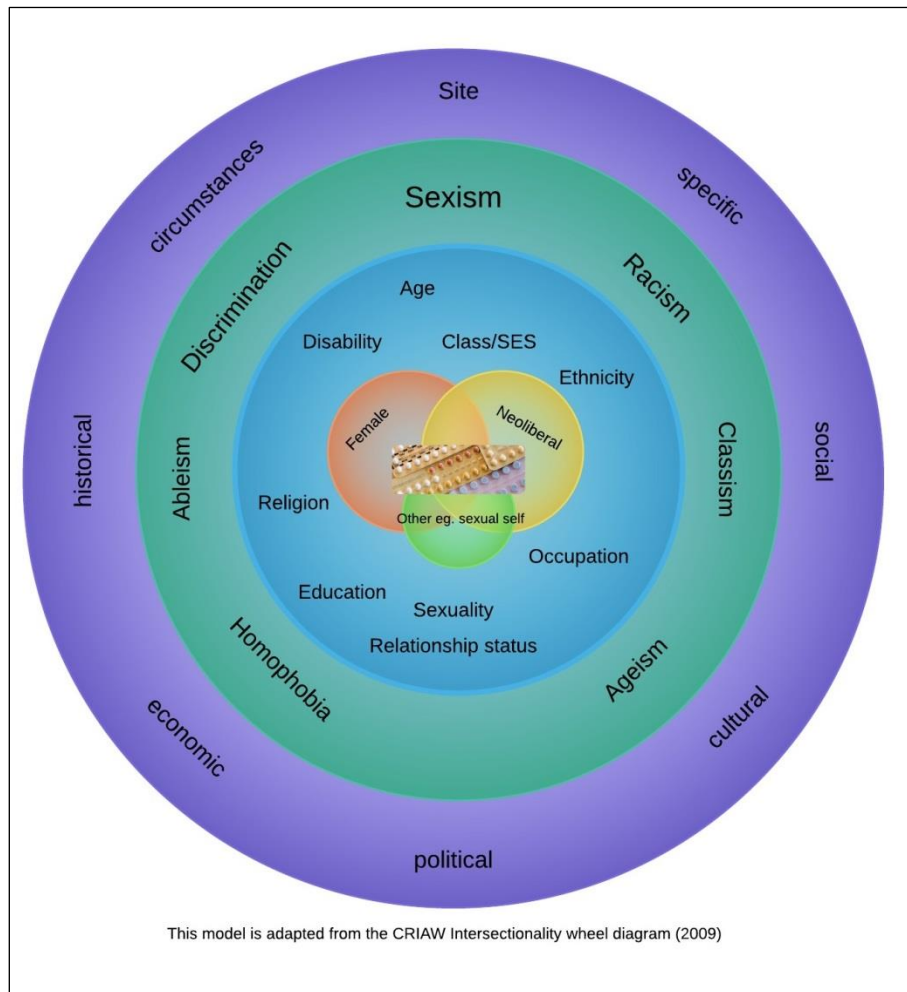 Site
specific
social
cultural
political
economic
historical
circumstances
Sexism
Racism
Classism
Ageism
Homophobia
Ableism
Discrimination
Age
Disability
Class/SES
Ethnicity
Female
Neoliberal
Other eg. sexual self
Religion
Occupation
Education
Sexuality
Relationship status
This model is adapted from the CRIAW Intersectionality wheel diagram (2009)